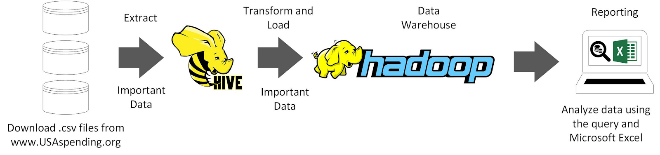 Extract
Important
Data
Download .csv files from
www.USAspending.org
HIVE
Transform and
Load
Important
Data
Data
Warehouse
hadoop
Reporting
X
Analyze data using
the query and
Microsoft Excel